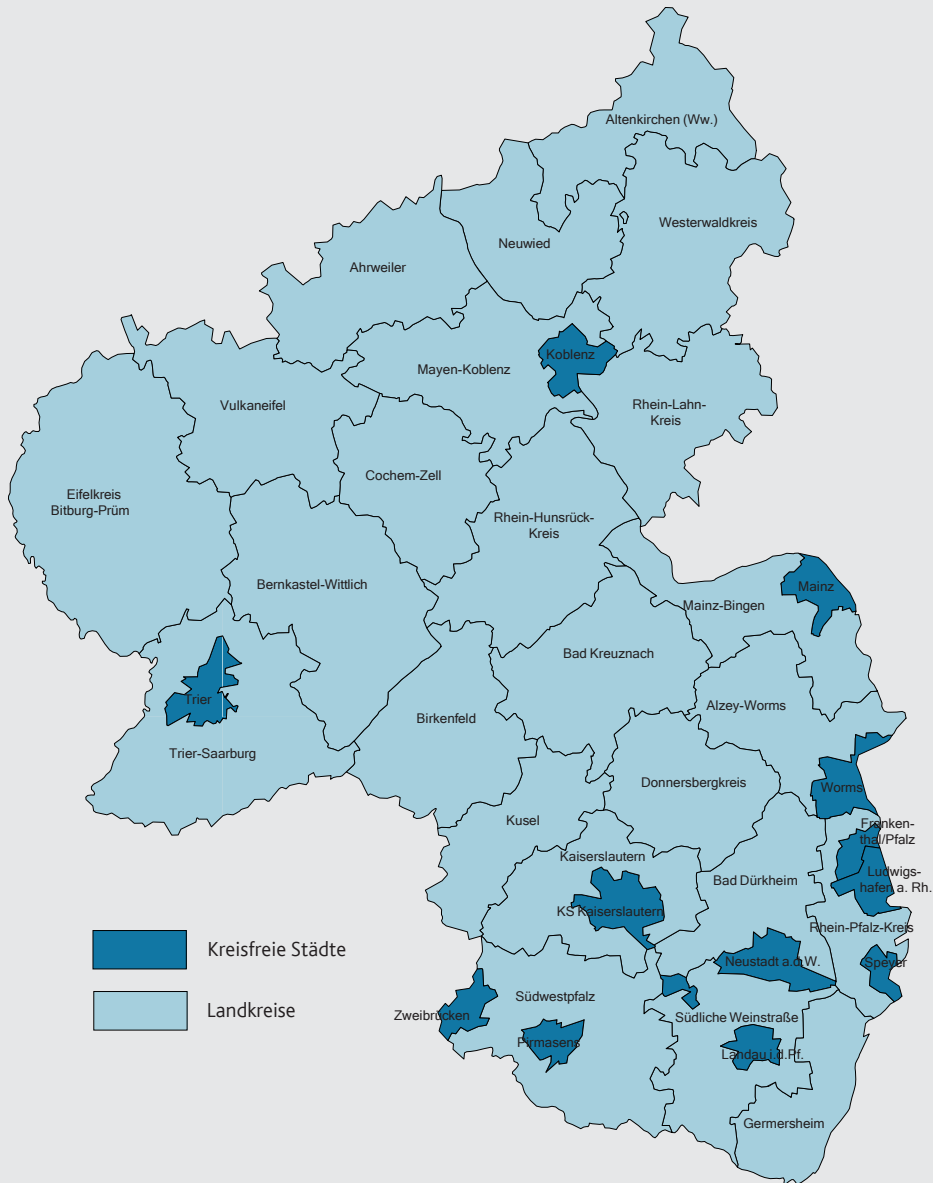 Altenkirchen (Ww.)
Westerwaldkreis
Neuwied
Ahrweiler
Koblenz
Mayen-Koblenz
Vulkaneifel
Rhein-Lahn-
Kreis
Cochem-Zell
Eifelkreis
Bitburg-Prüm
Rhein-Hunsrück-
Kreis
Bernkastel-Wittlich
Mainz
Mainz-Bingen
Bad Kreuznach
Trier
Alzey-Worms
Birkenfeld
Trier-Saarburg
Donnersbergkreis
Worms
Kusel
Franken-
thal/Pfalz
Kaiserslautern
Ludwigs-
hafen a. Rh.
Bad Dürkheim
KS Kaiserslautern
Rhein-Pfalz-Kreis
Kreisfreie Städte
Neustadt a.d.W.
Speyer
Südwestpfalz
Landkreise
Zweibrücken
Südliche Weinstraße
Pirmasens
Landau i.d.Pf.
Germersheim